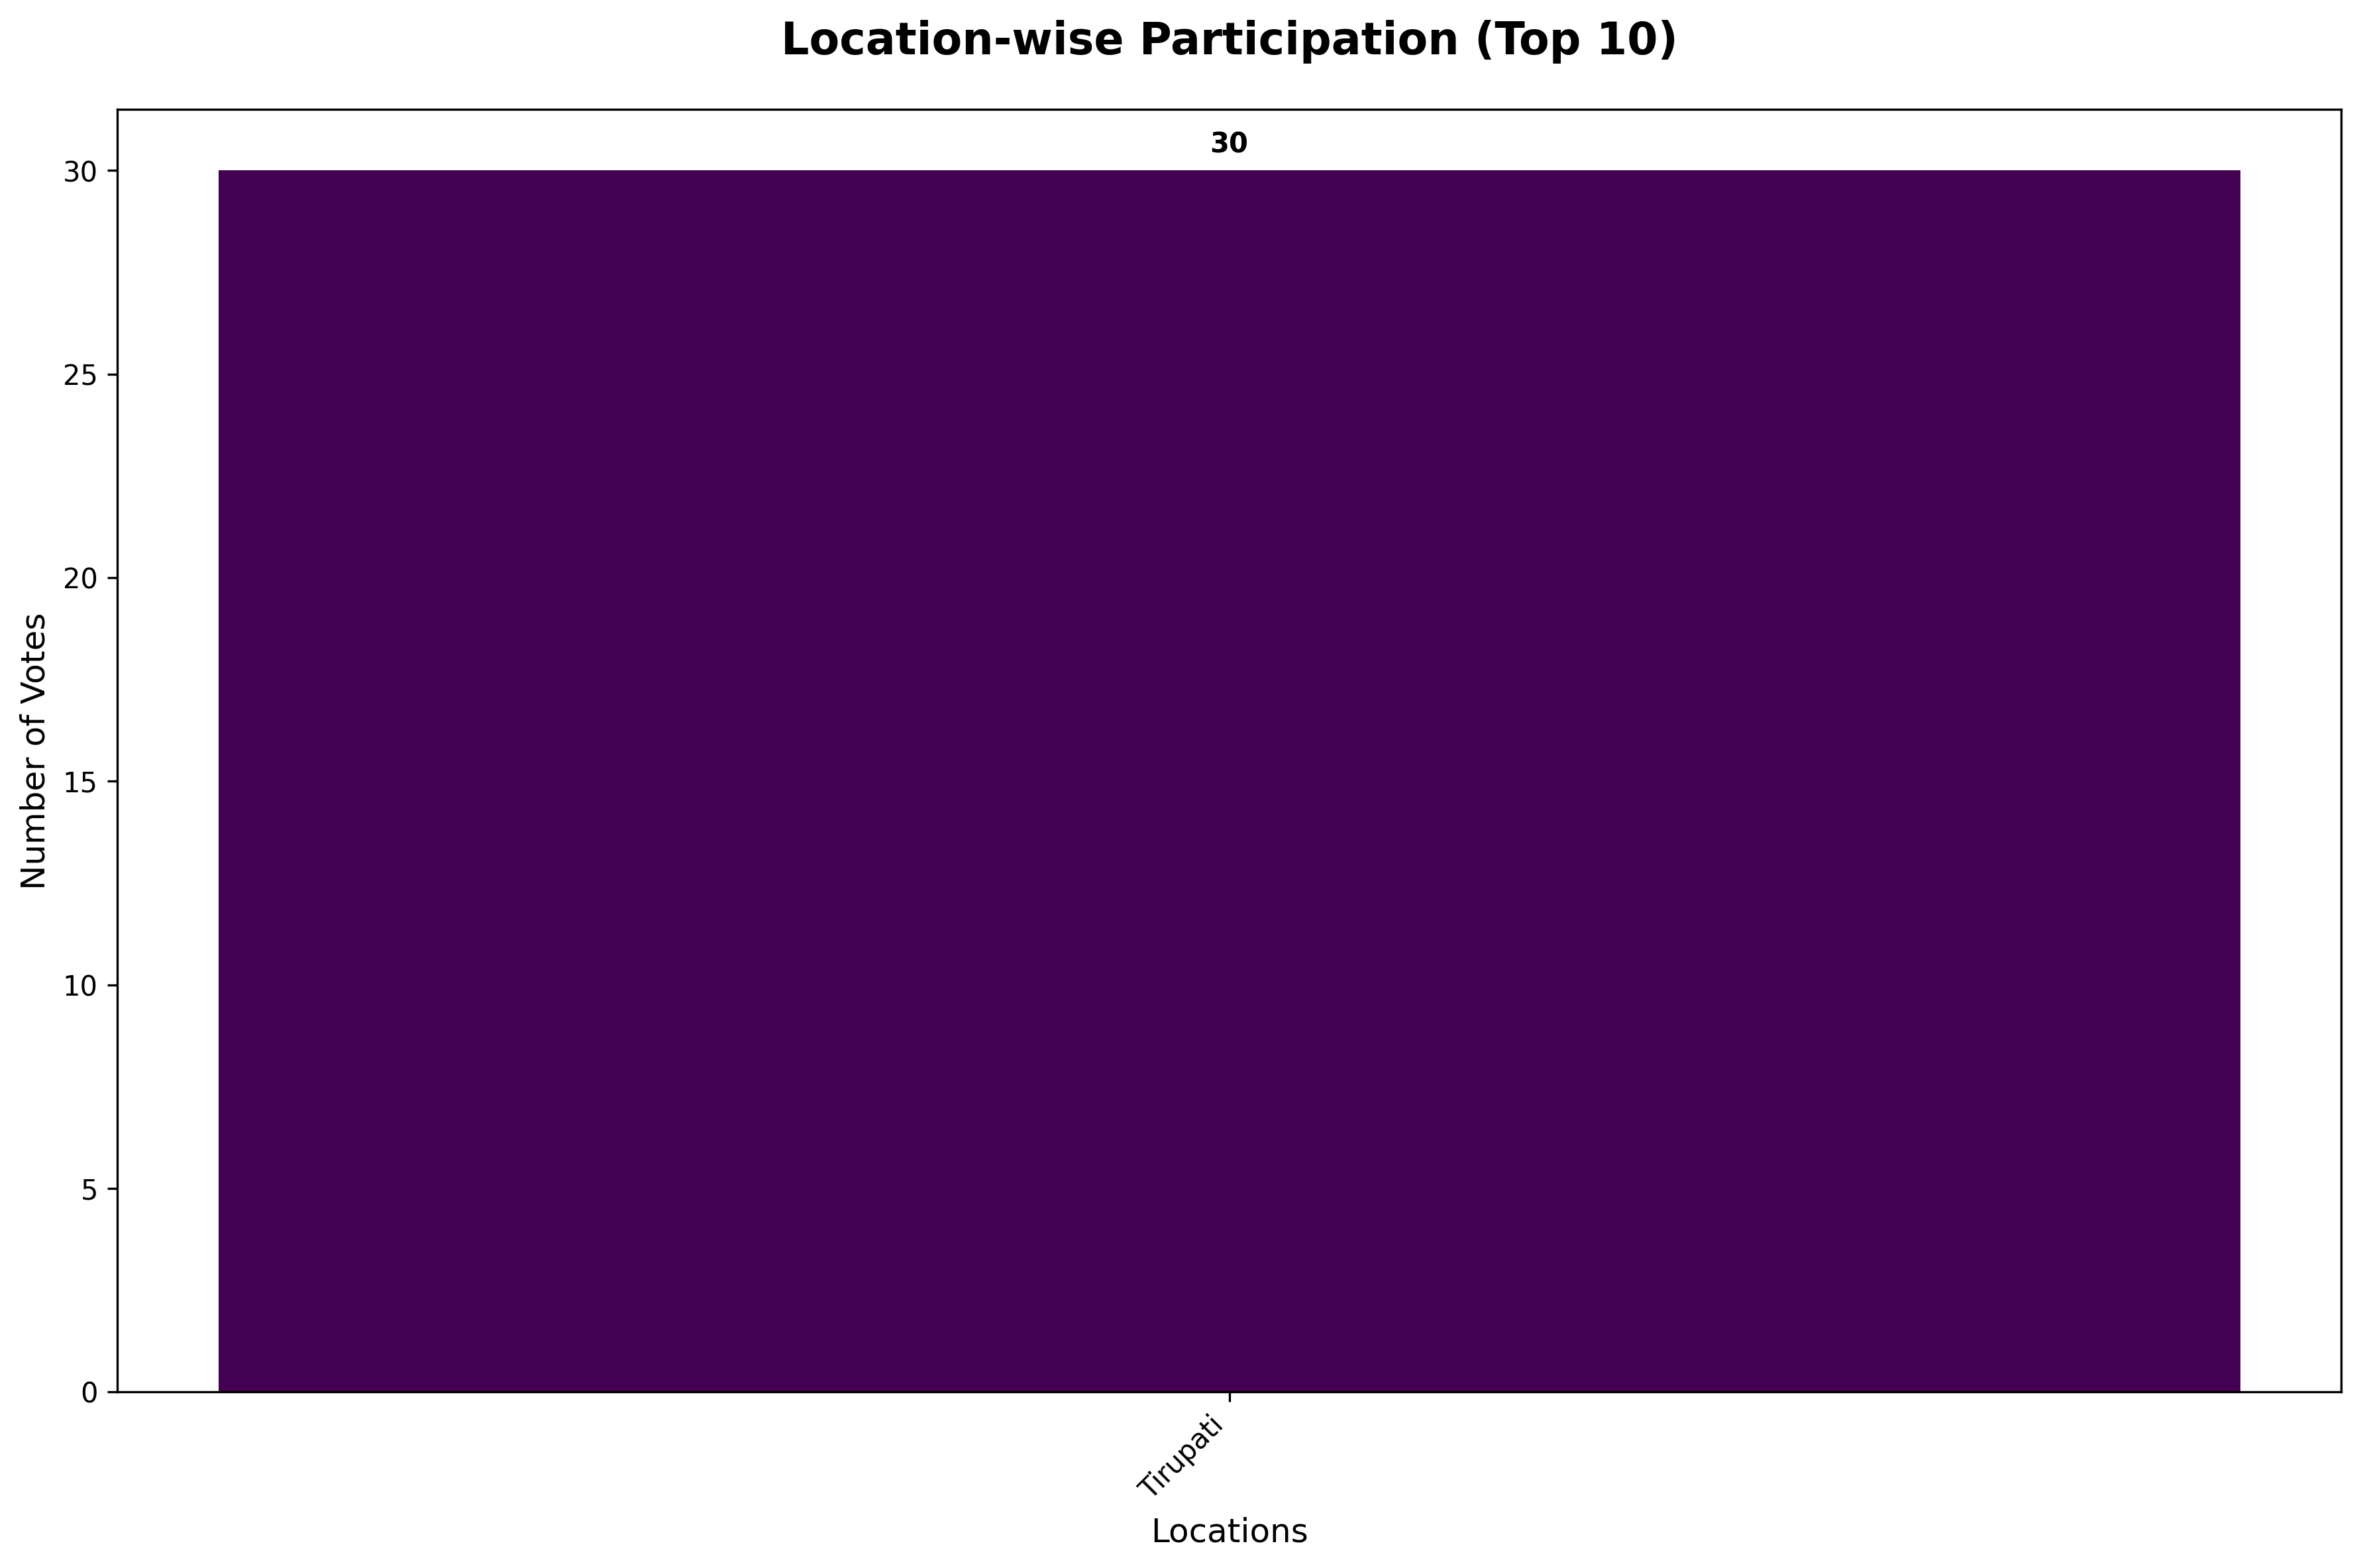 Location-wise Participation (Top 10)
30
30
25
20
15
10
5
0
Number of Votes
Tirupati
Locations